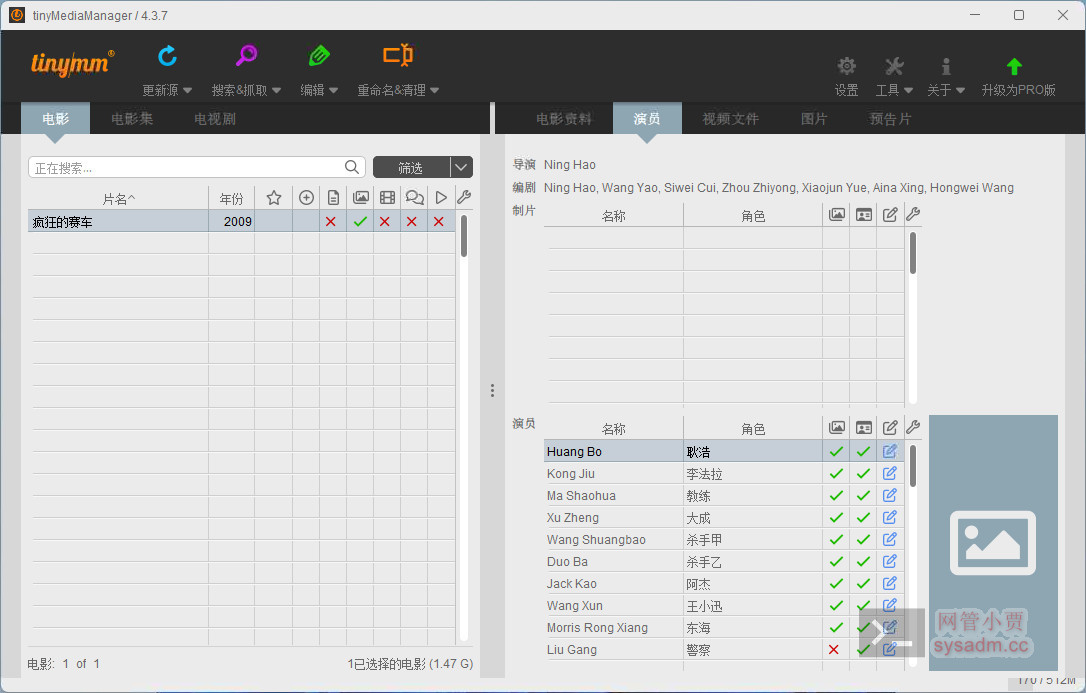 tinyMediaManager / 4.3.7
tinymm®
更新源
搜索&抓取
编辑
重命名&清理
设置
工具
关于
升级为PRO版
电影
电影集
电视剧
电影资料
演员
视频文件
图片
预告片
正在搜索...
筛选
片名^
年份
疯狂的赛车
2009
电影: 1 of 1
1已选择的电影 (1.47 G)
导演 Ning Hao
编剧 Ning Hao, Wang Yao, Siwei Cui, Zhou Zhiyong, Xiaojun Yue, Aina Xing, Hongwei Wang
制片
名称 角色
演员
名称 角色
Huang Bo 耿浩
Kong Jiu 李法拉
Ma Shaohua 教练
Xu Zheng 大成
Wang Shuangbao 杀手甲
Duo Ba 杀手乙
Jack Kao 阿杰
Wang Xun 王小迅
Morris Rong Xiang 东海
Liu Gang 警察
网管小贾
sysadm.cc
170 / 512M